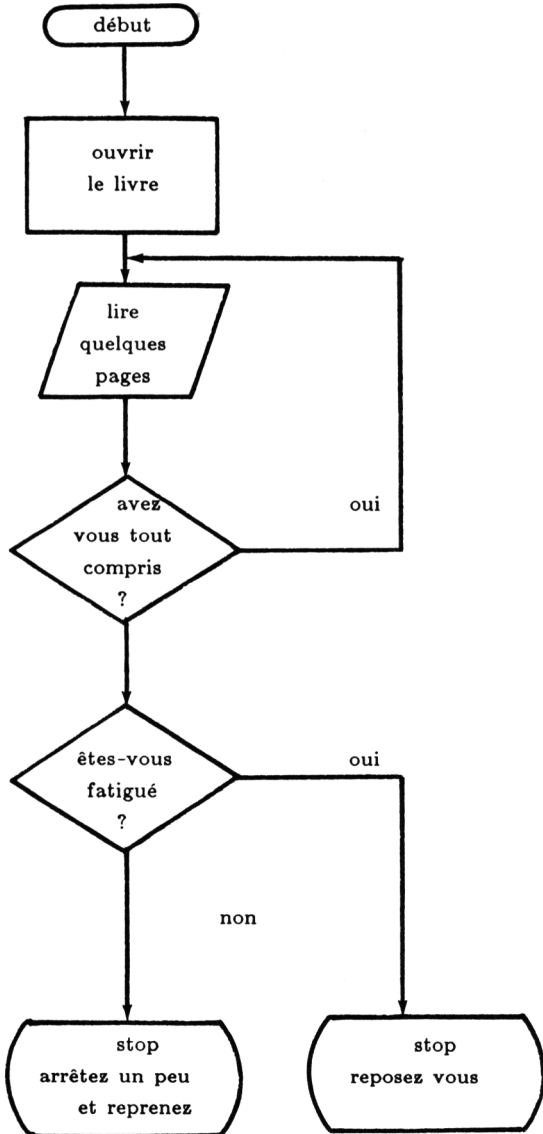 début
ouvrir
le livre
lire
quelques
pages
avez
vous tout
compris
?
oui
êtes-vous
fatigué
?
oui
non
stop
arrêtez un peu
et reprenez
stop
reposez vous